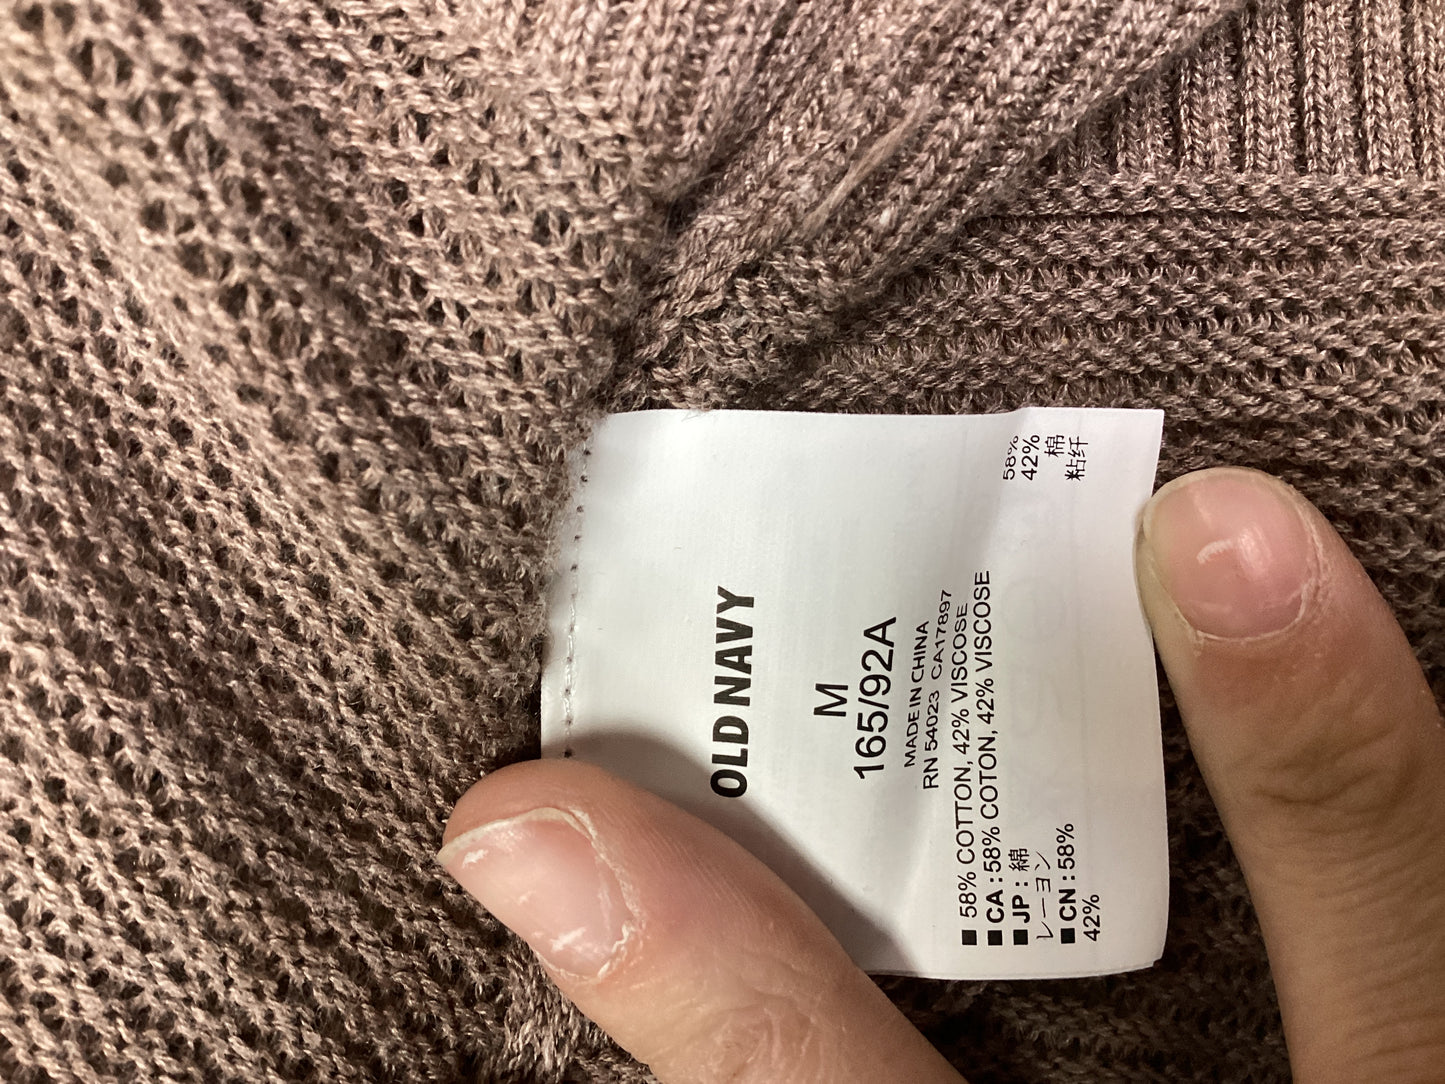 OLD NAVY
M
165/92A
MADE IN CHINA
RN 54023 CA17897
■ 58% COTTON, 42% VISCOSE
■ CA : 58% COTON, 42% VISCOSE
■ JP : 綿 58%
レーヨン 42%
■ CN : 58% 棉
42% 粘纤